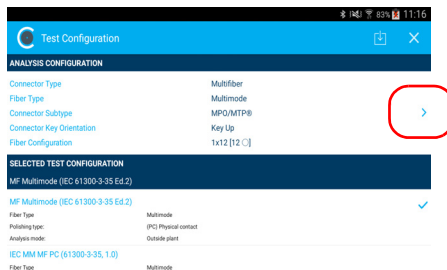 83% 11:16
Test Configuration
ANALYSIS CONFIGURATION
Connector Type Multifiber
Fiber Type Multimode
Connector Subtype MPO/MTP®
Connector Key Orientation Key Up
Fiber Configuration 1x12 [12 ○]
SELECTED TEST CONFIGURATION
MF Multimode (IEC 61300-3-35 Ed.2)
MF Multimode (IEC 61300-3-35 Ed.2)
Fiber Type Multimode
Polishing type: (PC) Physical contact
Analysis mode: Outside plant
IEC MM MF PC (61300-3-35, 1.0)
Fiber Type Multimode